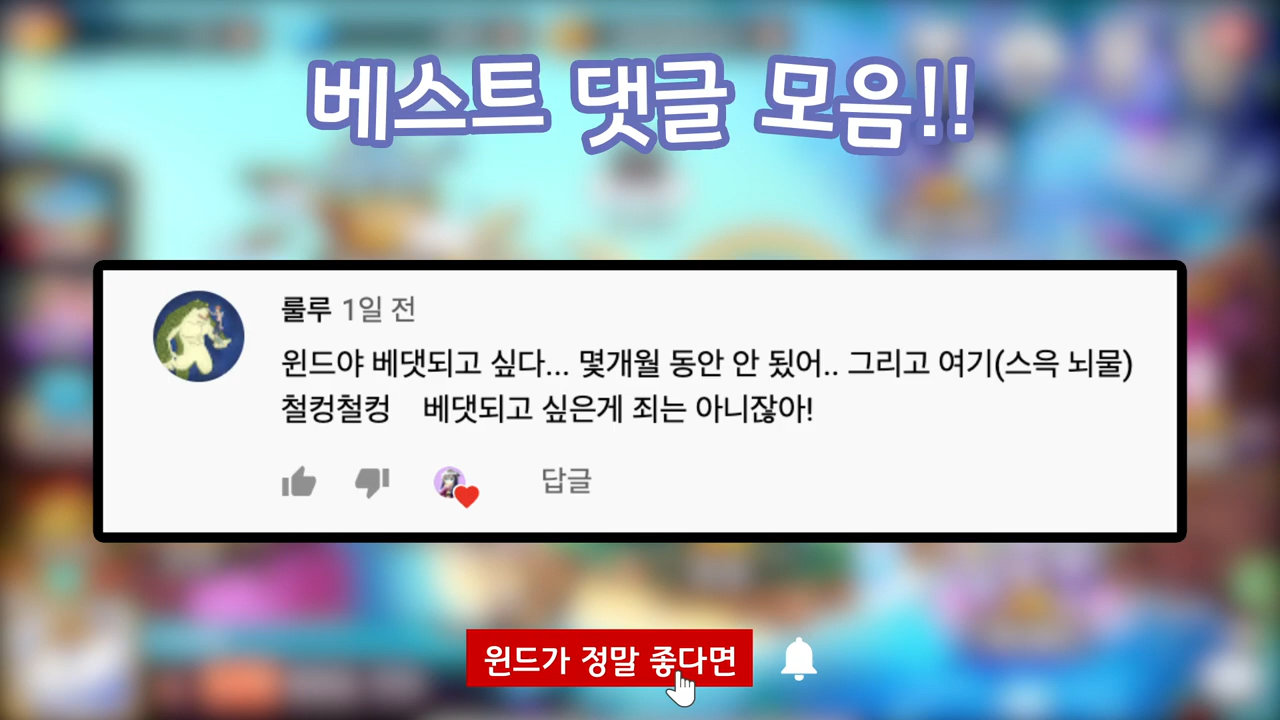 베스트 댓글 모음!!
룰루 1일 전
윈드야 베댓되고 싶다... 몇개월 동안 안 됬어.. 그리고 여기(스윽 뇌물)
철컹철컹 베댓되고 싶은게 죄는 아니잖아!
답글
윈드가 정말 좋다면